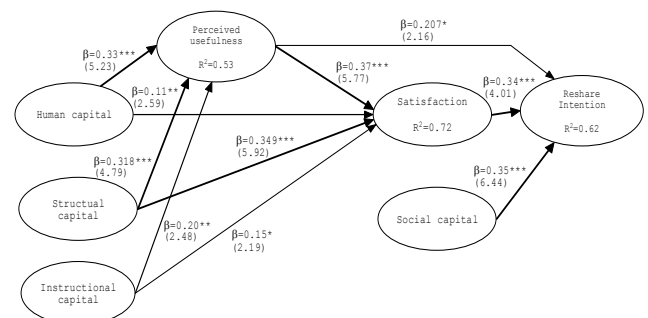 Perceived
usefulness
R²=0.53
β=0.207*
(2.16)
β=0.33***
(5.23)
β=0.37***
(5.77)
β=0.11**
(2.59)
Human capital
Satisfaction
R²=0.72
β=0.34***
(4.01)
Reshare
Intention
R²=0.62
β=0.349***
(5.92)
β=0.318***
(4.79)
β=0.35***
(6.44)
Structual
capital
β=0.20**
(2.48)
β=0.15*
(2.19)
Social capital
Instructional
capital